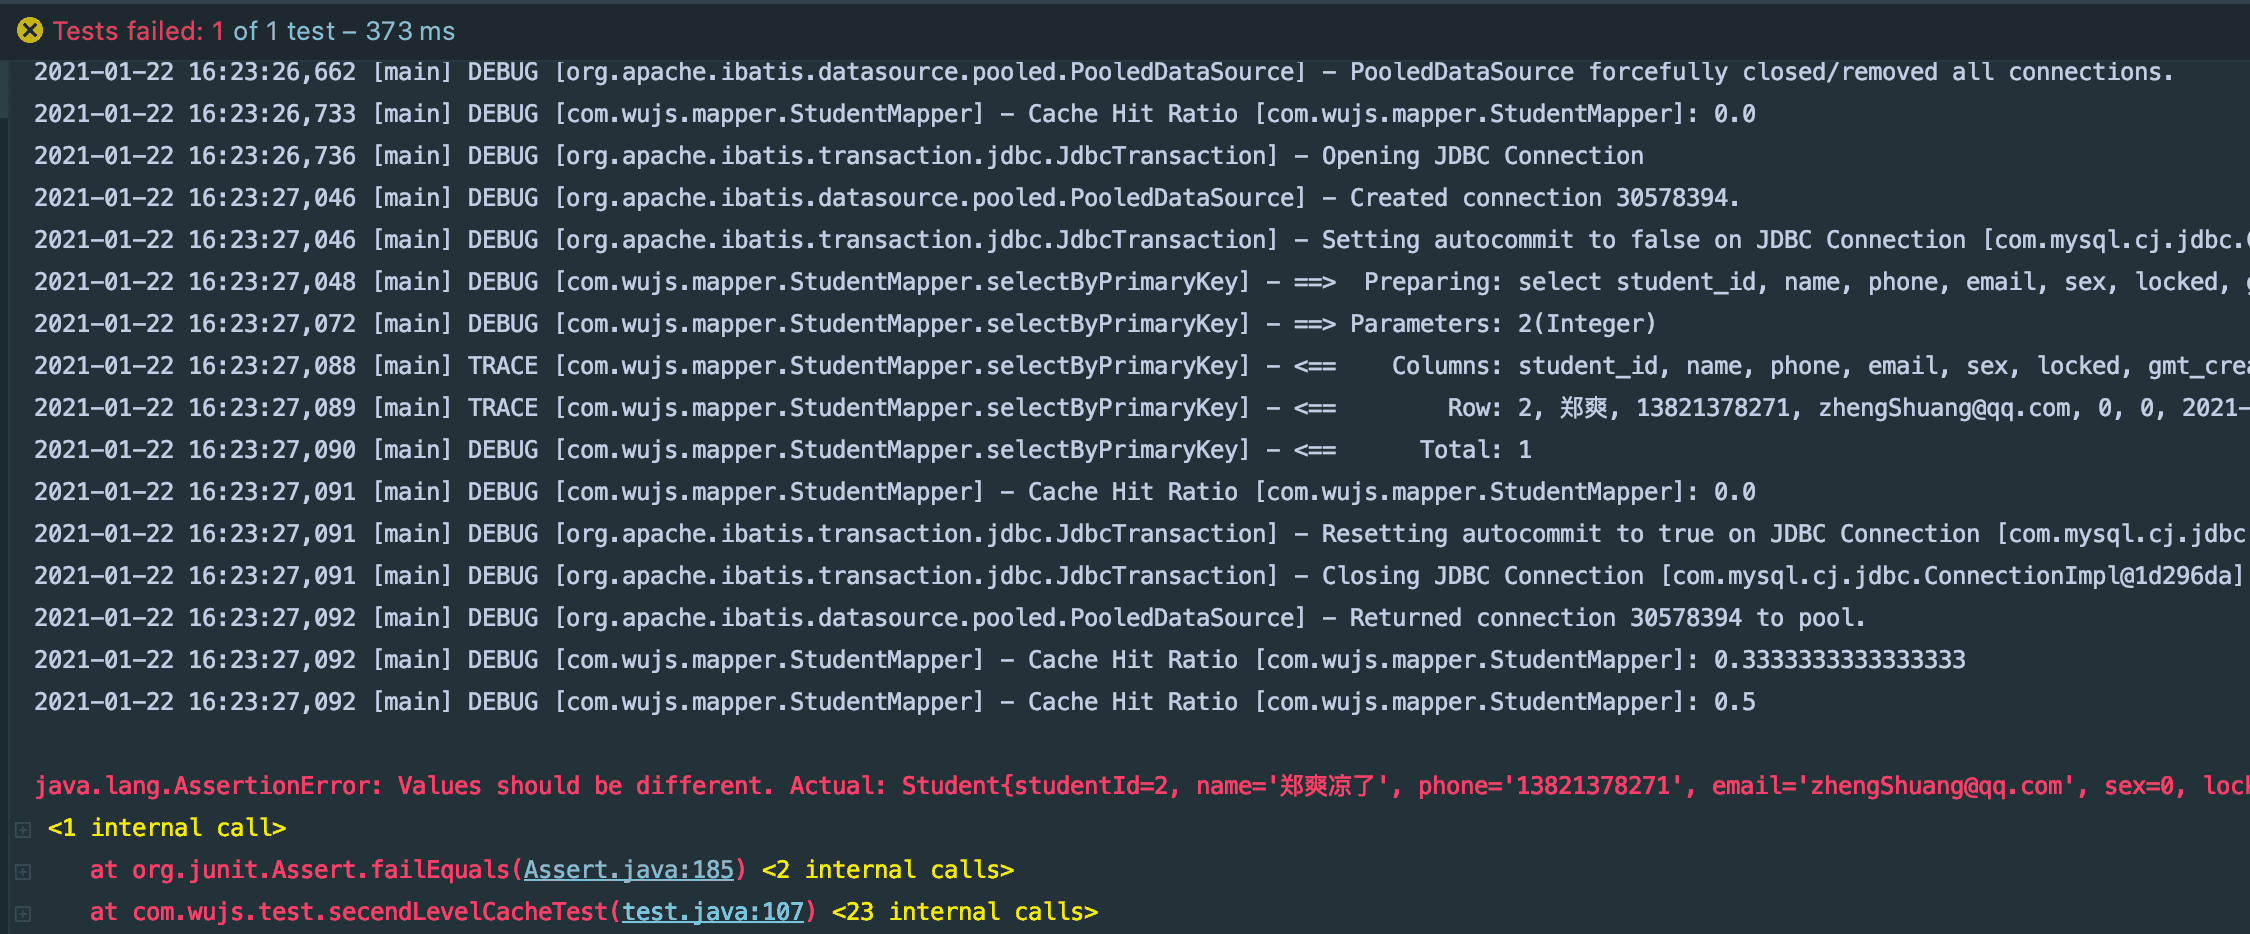 Tests failed: 1 of 1 test – 373 ms
2021-01-22 16:23:26,662 [main] DEBUG [org.apache.ibatis.datasource.pooled.PooledDataSource] - PooledDataSource forcefully closed/removed all connections.
2021-01-22 16:23:26,733 [main] DEBUG [com.wujs.mapper.StudentMapper] - Cache Hit Ratio [com.wujs.mapper.StudentMapper]: 0.0
2021-01-22 16:23:26,736 [main] DEBUG [org.apache.ibatis.transaction.jdbc.JdbcTransaction] - Opening JDBC Connection
2021-01-22 16:23:27,046 [main] DEBUG [org.apache.ibatis.datasource.pooled.PooledDataSource] - Created connection 30578394.
2021-01-22 16:23:27,046 [main] DEBUG [org.apache.ibatis.transaction.jdbc.JdbcTransaction] - Setting autocommit to false on JDBC Connection [com.mysql.cj.jdbc.
2021-01-22 16:23:27,048 [main] DEBUG [com.wujs.mapper.StudentMapper.selectByPrimaryKey] - ==>  Preparing: select student_id, name, phone, email, sex, locked,
2021-01-22 16:23:27,072 [main] DEBUG [com.wujs.mapper.StudentMapper.selectByPrimaryKey] - ==> Parameters: 2(Integer)
2021-01-22 16:23:27,088 [main] TRACE [com.wujs.mapper.StudentMapper.selectByPrimaryKey] - <==    Columns: student_id, name, phone, email, sex, locked, gmt_cre
2021-01-22 16:23:27,089 [main] TRACE [com.wujs.mapper.StudentMapper.selectByPrimaryKey] - <==        Row: 2, 郑爽, 13821378271, zhengShuang@qq.com, 0, 0, 2021-
2021-01-22 16:23:27,090 [main] DEBUG [com.wujs.mapper.StudentMapper.selectByPrimaryKey] - <==      Total: 1
2021-01-22 16:23:27,091 [main] DEBUG [com.wujs.mapper.StudentMapper] - Cache Hit Ratio [com.wujs.mapper.StudentMapper]: 0.0
2021-01-22 16:23:27,091 [main] DEBUG [org.apache.ibatis.transaction.jdbc.JdbcTransaction] - Resetting autocommit to true on JDBC Connection [com.mysql.cj.jdbc
2021-01-22 16:23:27,091 [main] DEBUG [org.apache.ibatis.transaction.jdbc.JdbcTransaction] - Closing JDBC Connection [com.mysql.cj.jdbc.ConnectionImpl@1d296da]
2021-01-22 16:23:27,092 [main] DEBUG [org.apache.ibatis.datasource.pooled.PooledDataSource] - Returned connection 30578394 to pool.
2021-01-22 16:23:27,092 [main] DEBUG [com.wujs.mapper.StudentMapper] - Cache Hit Ratio [com.wujs.mapper.StudentMapper]: 0.3333333333333333
2021-01-22 16:23:27,092 [main] DEBUG [com.wujs.mapper.StudentMapper] - Cache Hit Ratio [com.wujs.mapper.StudentMapper]: 0.5
java.lang.AssertionError: Values should be different. Actual: Student{studentId=2, name='郑爽凉了', phone='13821378271', email='zhengShuang@qq.com', sex=0, lock
<1 internal call>
at org.junit.Assert.failEquals(Assert.java:185) <2 internal calls>
at com.wujs.test.secendLevelCacheTest(test.java:107) <23 internal calls>